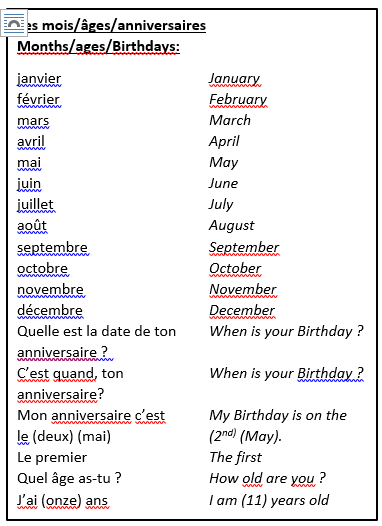 es mois/âges/anniversaires
Months/ages/Birthdays:
janvier January
février February
mars March
avril April
mai May
juin June
juillet July
août August
septembre September
octobre October
novembre November
décembre December
Quelle est la date de ton When is your Birthday ?
anniversaire ?
C’est quand, ton When is your Birthday ?
anniversaire?
Mon anniversaire c’est My Birthday is on the
le (deux) (mai) (2nd) (May).
Le premier The first
Quel âge as-tu ? How old are you ?
J’ai (onze) ans I am (11) years old